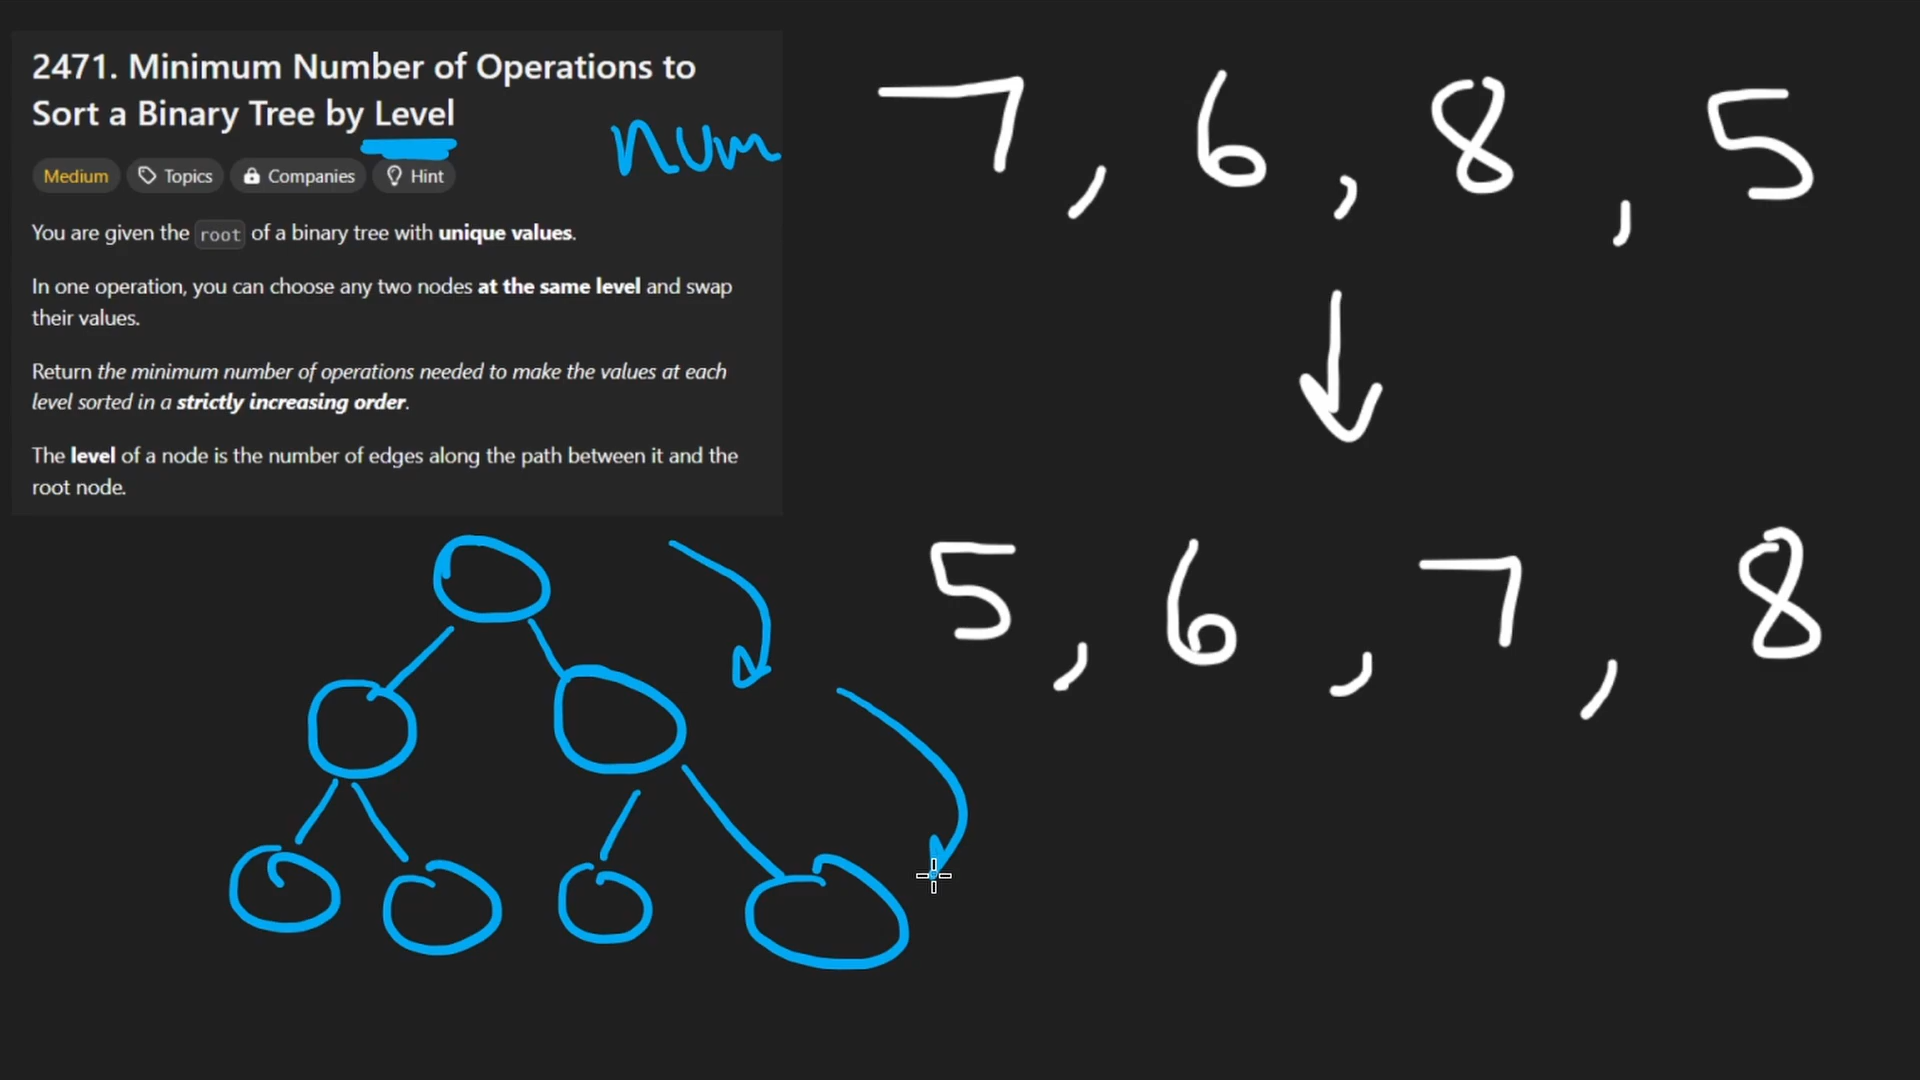 2471. Minimum Number of Operations to
Sort a Binary Tree by Level
Medium Topics Companies Hint
num
You are given the root of a binary tree with unique values.
In one operation, you can choose any two nodes at the same level and swap
their values.
Return the minimum number of operations needed to make the values at each
level sorted in a strictly increasing order.
The level of a node is the number of edges along the path between it and the
root node.
7, 6, 8, 5
5, 6, 7, 8